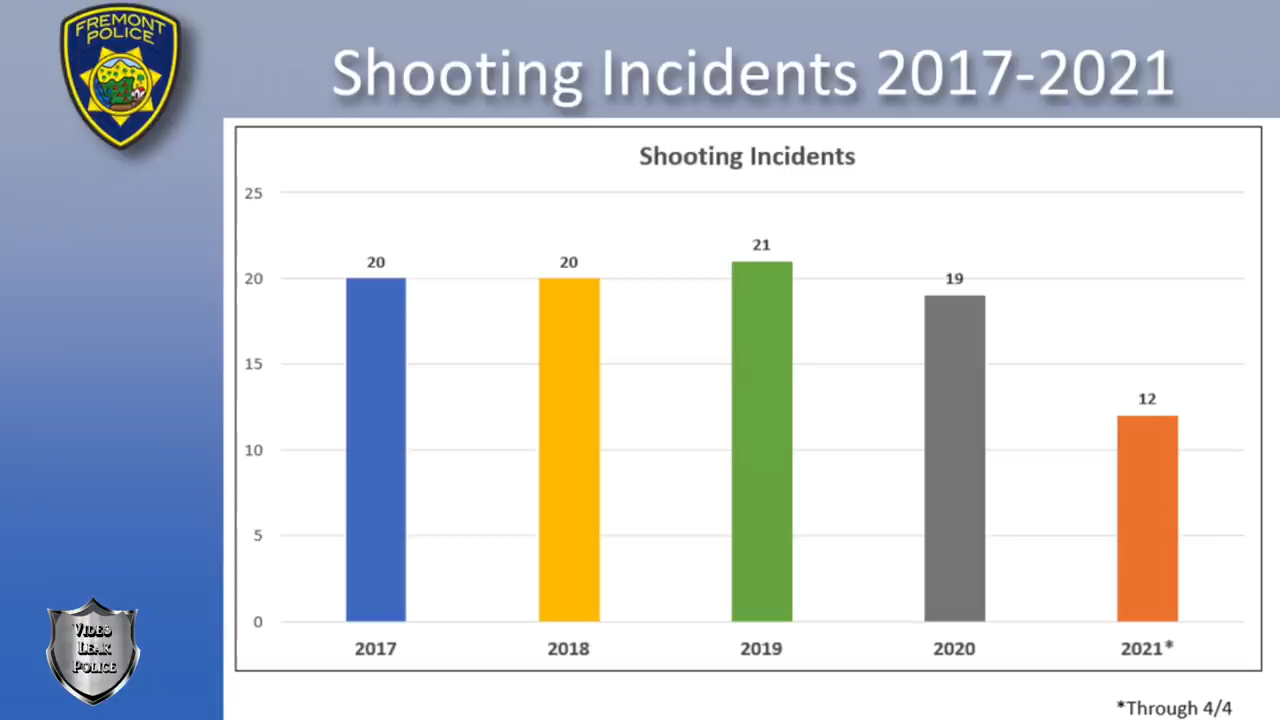 FREMONT
POLICE
Shooting Incidents 2017-2021
Shooting Incidents
25
20
15
10
5
0
20
20
21
19
12
2017
2018
2019
2020
2021*
*Through 4/4
VIDEO
LEAK
POLICE